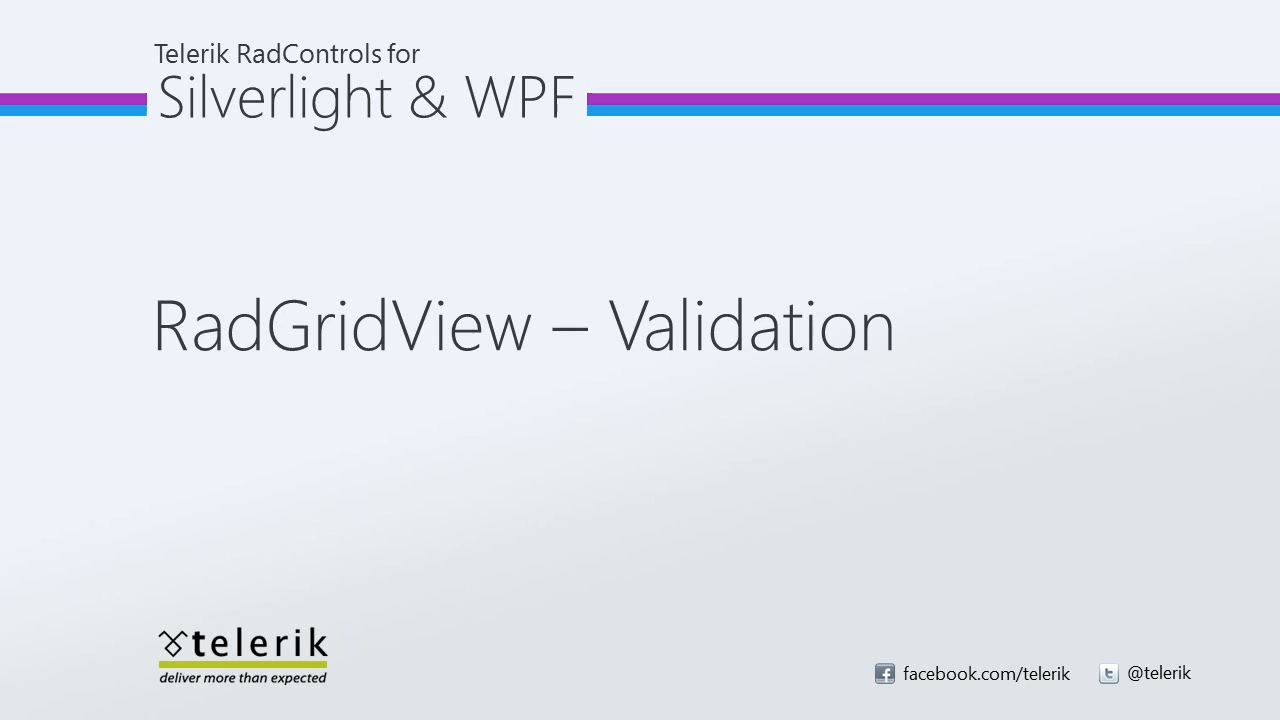 Telerik RadControls for
Silverlight & WPF
RadGridView – Validation
telerik
deliver more than expected
facebook.com/telerik
@telerik